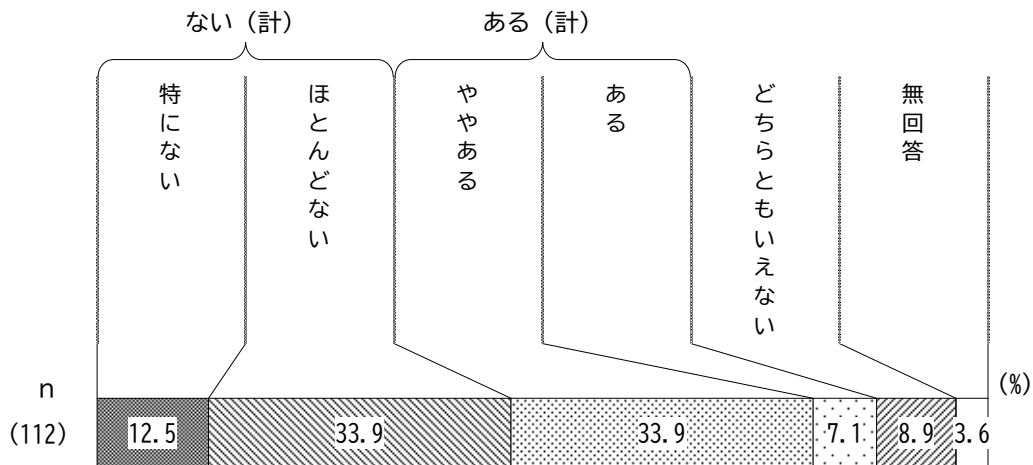 ない（計）
ある（計）
特にない
ほとんどない
ややある
ある
どちらともいえない
無回答
n
(%)
(112)
12.5
33.9
33.9
7.1
8.9
3.6